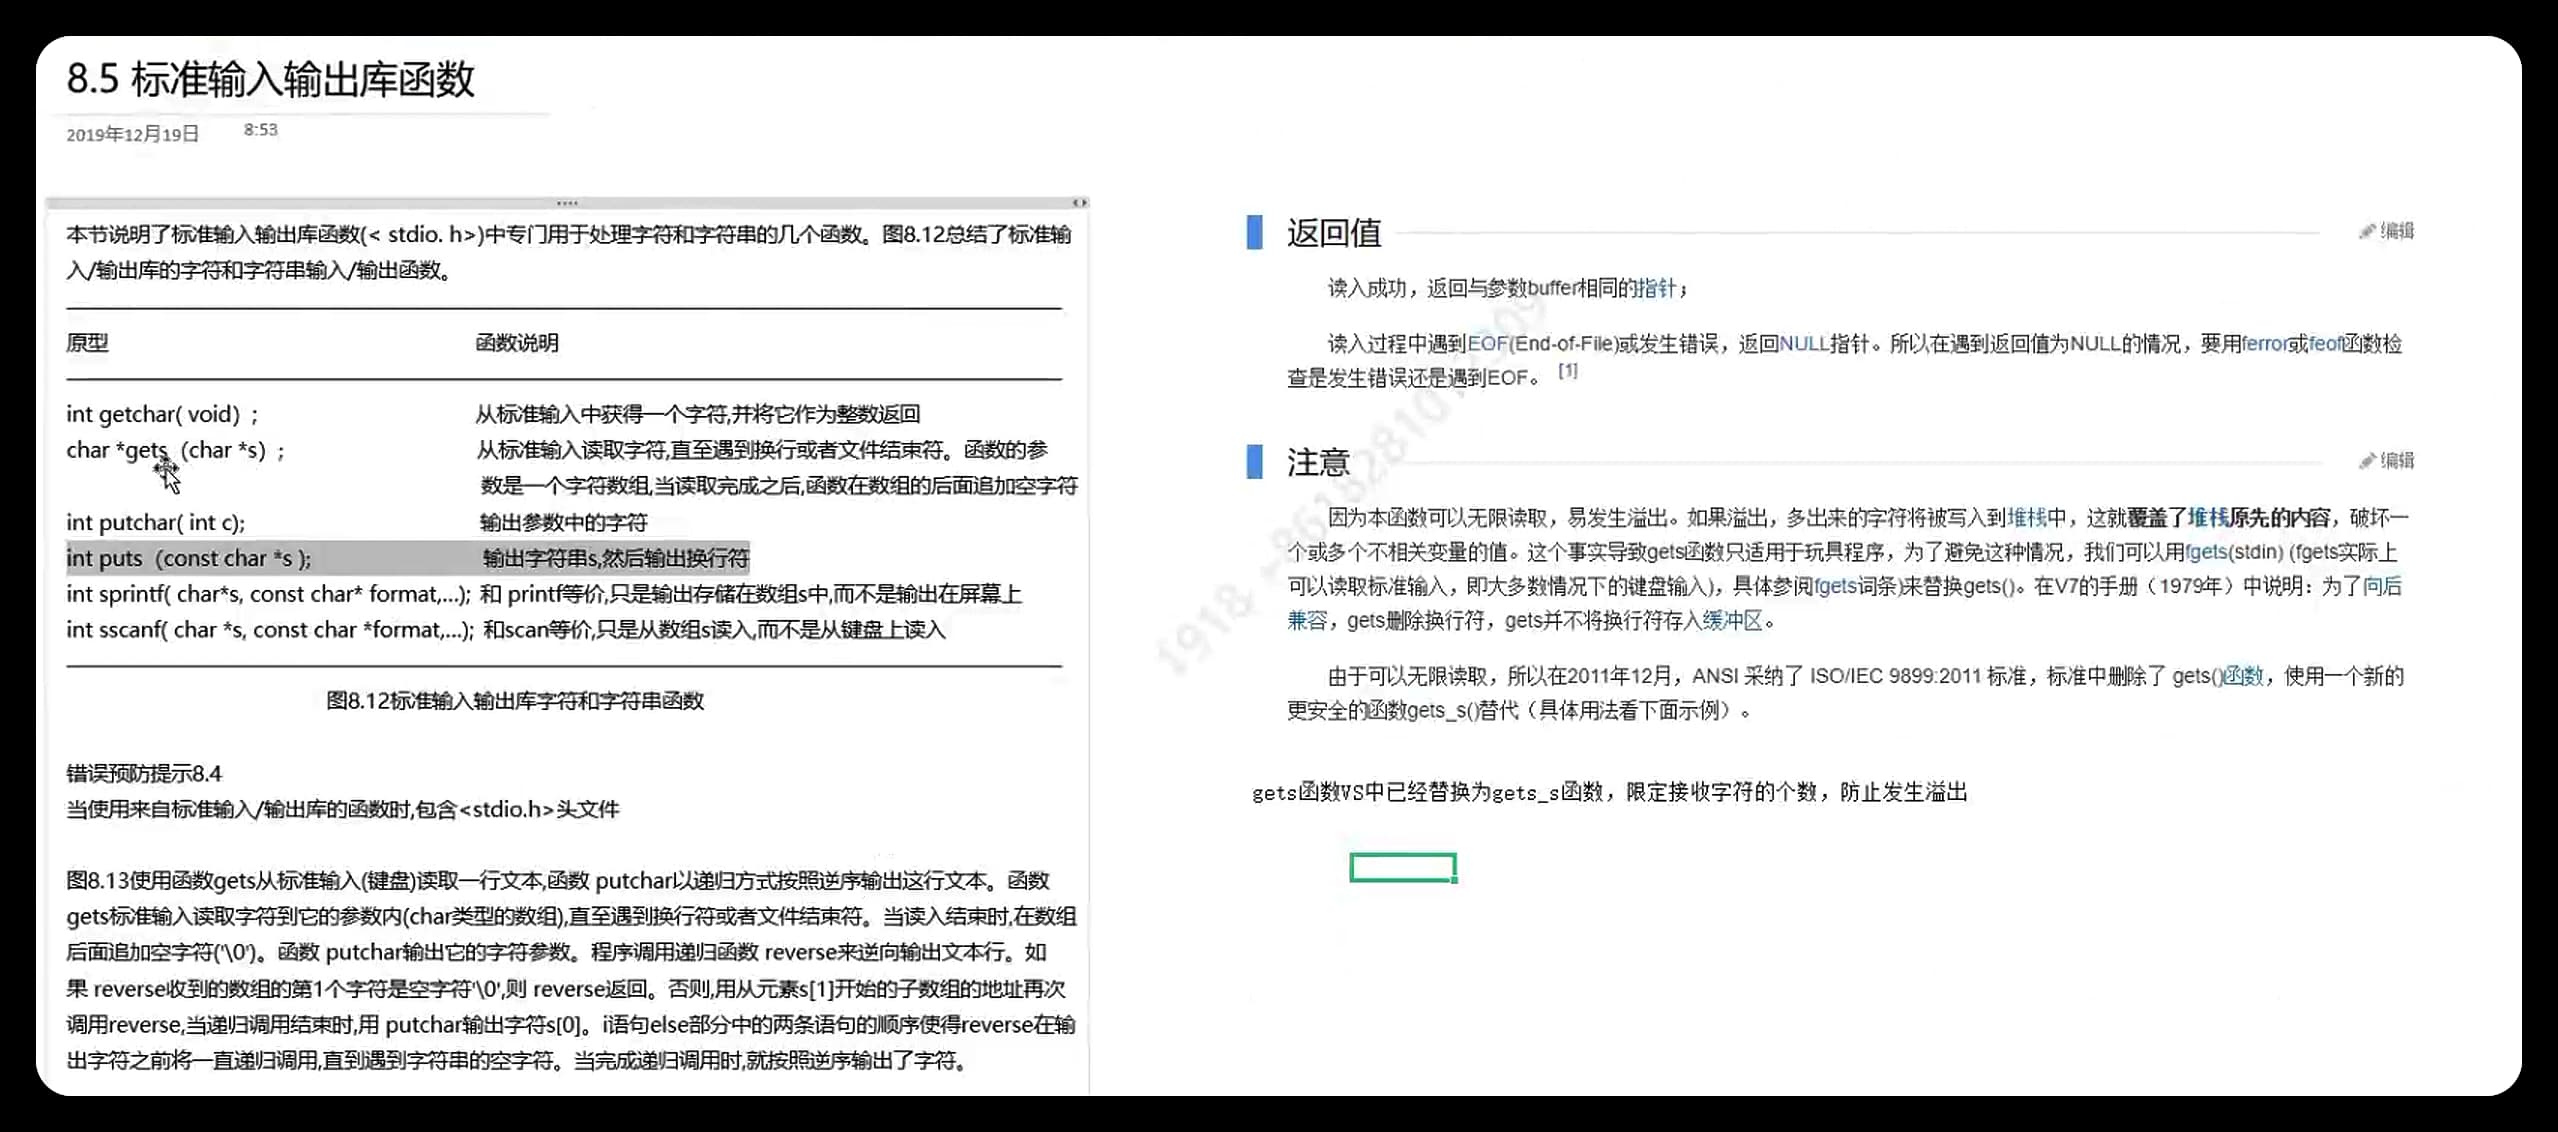 8.5 标准输入输出库函数
2019年12月19日 8:53
本节说明了标准输入输出库函数(< stdio. h>)中专门用于处理字符和字符串的几个函数。图8.12总结了标准输
入/输出库的字符和字符串输入/输出函数。
原型 函数说明
int getchar( void) ; 从标准输入中获得一个字符,并将它作为整数返回
char *gets (char *s) ; 从标准输入读取字符,直至遇到换行或者文件结束符。函数的参
数是一个字符数组,当读取完成之后,函数在数组的后面追加空字符
int putchar( int c); 输出参数中的字符
int puts (const char *s ); 输出字符串s,然后输出换行符
int sprintf( char*s, const char* format,...); 和 printf等价,只是输出存储在数组s中,而不是输出在屏幕上
int sscanf( char *s, const char *format,...); 和scan等价,只是从数组s读入,而不是从键盘上读入
图8.12标准输入输出库字符和字符串函数
错误预防提示8.4
当使用来自标准输入/输出库的函数时,包含<stdio.h>头文件
图8.13使用函数gets从标准输入(键盘)读取一行文本,函数 putchar以递归方式按照逆序输出这行文本。函数
gets标准输入读取字符到它的参数内(char类型的数组),直至遇到换行符或者文件结束符。当读入结束时,在数组
后面追加空字符('\0')。函数 putchar输出它的字符参数。程序调用递归函数 reverse来逆向输出文本行。如
果 reverse收到的数组的第1个字符是空字符'\0',则 reverse返回。否则,用从元素s[1]开始的子数组的地址再次
调用reverse,当递归调用结束时,用 putchar输出字符s[0]。i语句else部分中的两条语句的顺序使得reverse在输
出字符之前将一直递归调用,直到遇到字符串的空字符。当完成递归调用时,就按照逆序输出了字符。
返回值 编辑
读入成功，返回与参数buffer相同的指针；
读入过程中遇到EOF(End-of-File)或发生错误，返回NULL指针。所以在遇到返回值为NULL的情况，要用ferror或feof函数检
查是发生错误还是遇到EOF。 [1]
注意 编辑
因为本函数可以无限读取，易发生溢出。如果溢出，多出来的字符将被写入到堆栈中，这就覆盖了堆栈原先的内容，破坏一
个或多个不相关变量的值。这个事实导致gets函数只适用于玩具程序，为了避免这种情况，我们可以用fgets(stdin) (fgets实际上
可以读取标准输入，即大多数情况下的键盘输入)，具体参阅fgets词条)来替换gets()。在V7的手册（1979年）中说明：为了向后
兼容，gets删除换行符，gets并不将换行符存入缓冲区。
由于可以无限读取，所以在2011年12月，ANSI 采纳了 ISO/IEC 9899:2011 标准，标准中删除了 gets()函数，使用一个新的
更安全的函数gets_s()替代（具体用法看下面示例）。
gets函数VS中已经替换为gets_s函数，限定接收字符的个数，防止发生溢出